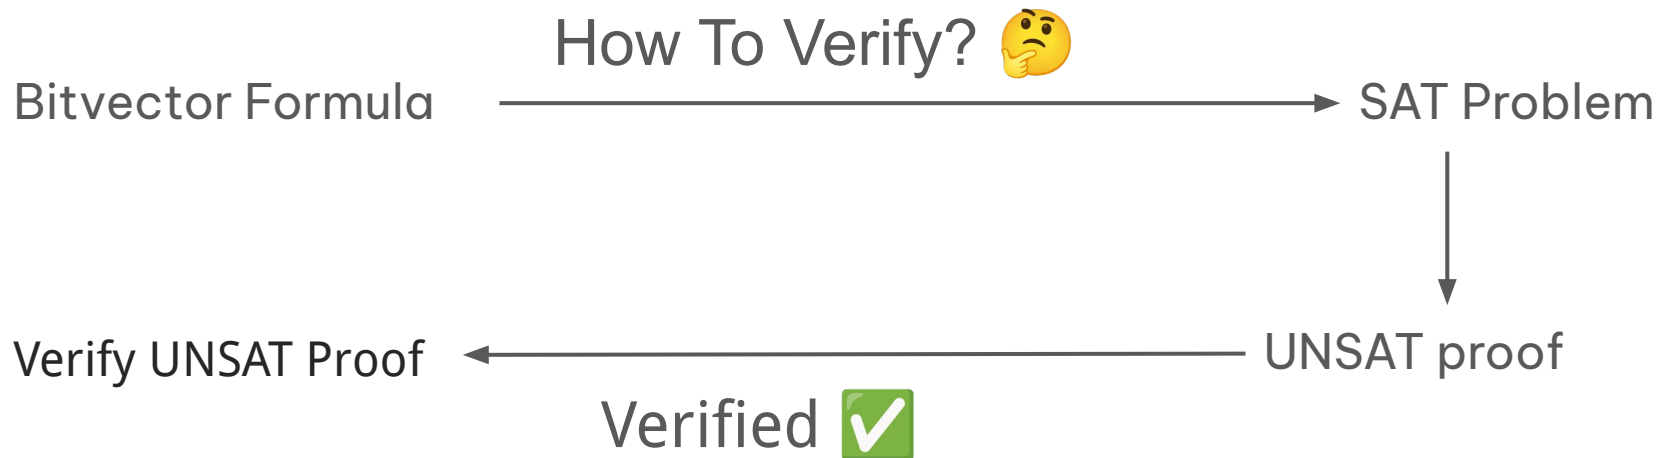 How To Verify? 🤔
Bitvector Formula
SAT Problem
Verify UNSAT Proof
UNSAT proof
Verified ✅